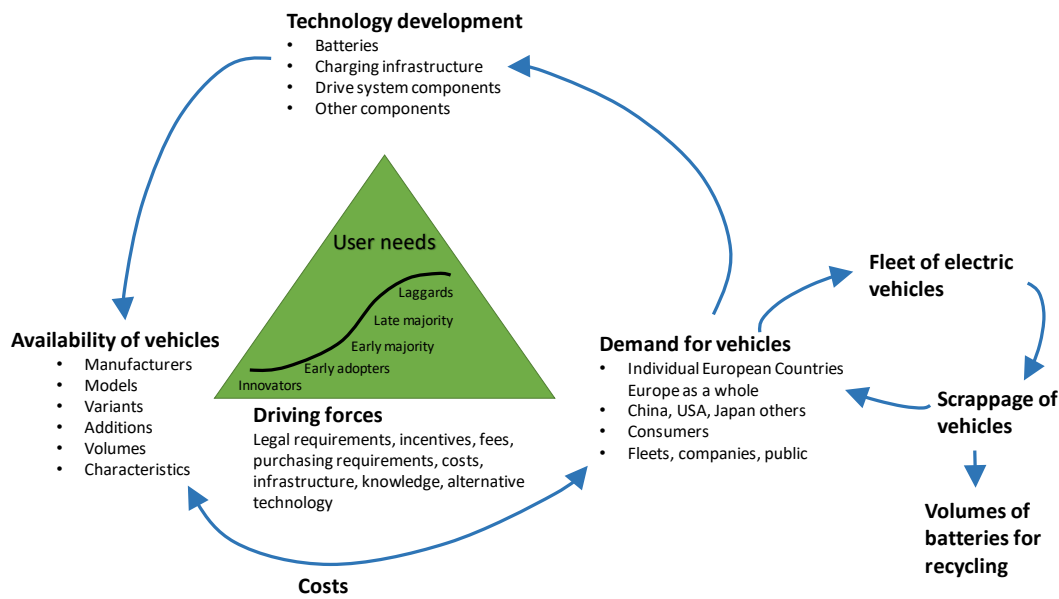 Technology development
• Batteries
• Charging infrastructure
• Drive system components
• Other components
User needs
Laggards
Late majority
Early majority
Early adopters
Innovators
Availability of vehicles
• Manufacturers
• Models
• Variants
• Additions
• Volumes
• Characteristics
Driving forces
Legal requirements, incentives, fees,
purchasing requirements, costs,
infrastructure, knowledge, alternative
technology
Costs
Demand for vehicles
• Individual European Countries
Europe as a whole
• China, USA, Japan others
• Consumers
• Fleets, companies, public
Fleet of electric
vehicles
Scrappage of
vehicles
Volumes of
batteries for
recycling